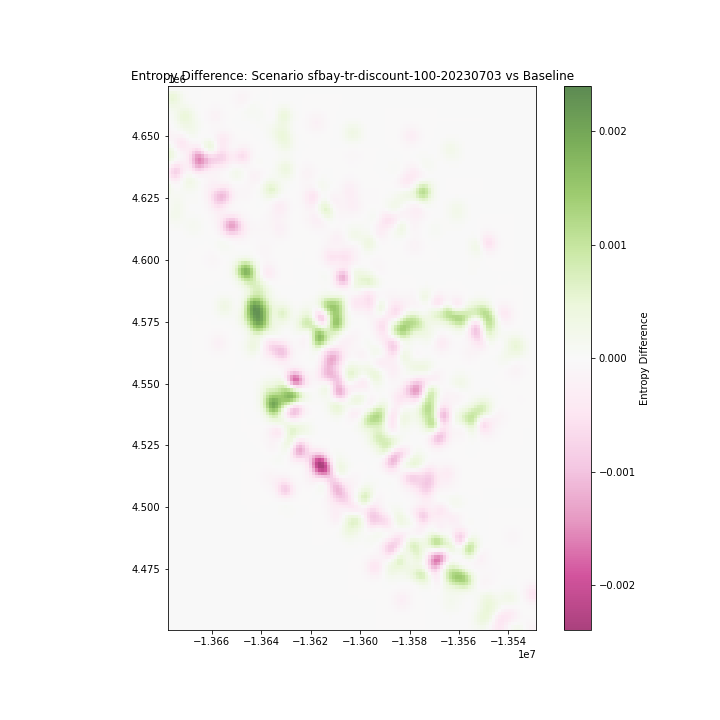 Entropy Difference: Scenario sfbay-tr-discount-100-20230703 vs Baseline
1e6
4.650
4.625
4.600
4.575
4.550
4.525
4.500
4.475
−1.366 −1.364 −1.362 −1.360 −1.358 −1.356 −1.354
1e7
0.002
0.001
0.000
−0.001
−0.002
Entropy Difference